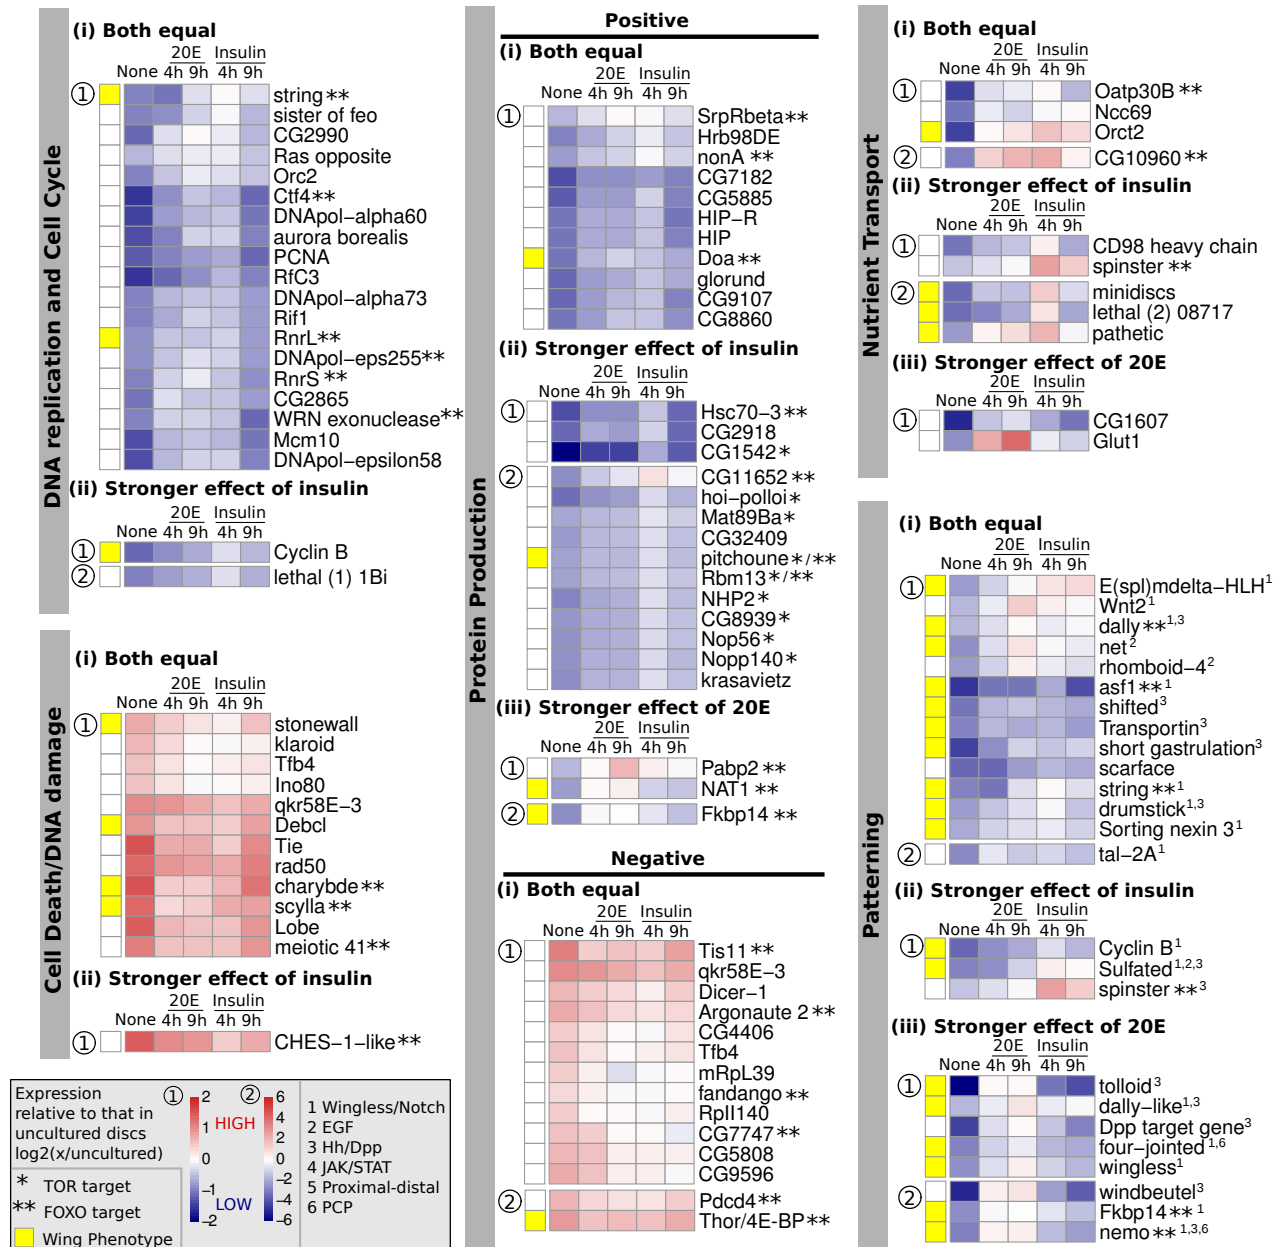 DNA replication and Cell Cycle
(i) Both equal
20E Insulin
None 4h 9h 4h 9h
① string **
sister of feo
CG2990
Ras opposite
Orc2
Ctf4**
DNApol−alpha60
aurora borealis
PCNA
RfC3
DNApol−alpha73
Rif1
RnrL**
DNApol−eps255**
RnrS **
CG2865
WRN exonuclease**
Mcm10
DNApol−epsilon58
(ii) Stronger effect of insulin
20E Insulin
None 4h 9h 4h 9h
① Cyclin B
② lethal (1) 1Bi
Cell Death/DNA damage
(i) Both equal
20E Insulin
None 4h 9h 4h 9h
① stonewall
klaroid
Tfb4
Ino80
qkr58E−3
Debcl
Tie
rad50
charybde **
scylla **
Lobe
meiotic 41**
(ii) Stronger effect of insulin
20E Insulin
None 4h 9h 4h 9h
① CHES−1−like**
Expression
relative to that in
uncultured discs
log2(x/uncultured)
* TOR target
** FOXO target
Wing Phenotype
① ②
2 6
1 HIGH 4
2
0 0
−1 −2
LOW −4
−2 −6
1 Wingless/Notch
2 EGF
3 Hh/Dpp
4 JAK/STAT
5 Proximal-distal
6 PCP
Protein Production
Positive
(i) Both equal
20E Insulin
None 4h 9h 4h 9h
① SrpRbeta**
Hrb98DE
nonA **
CG7182
CG5885
HIP−R
HIP
Doa **
glorund
CG9107
CG8860
(ii) Stronger effect of insulin
20E Insulin
None 4h 9h 4h 9h
① Hsc70−3**
CG2918
CG1542 *
② CG11652 **
hoi−polloi *
Mat89Ba *
CG32409
pitchoune */**
Rbm13 */**
NHP2 *
CG8939 *
Nop56 *
Nopp140 *
krasavietz
(iii) Stronger effect of 20E
20E Insulin
None 4h 9h 4h 9h
① Pabp2 **
NAT1 **
② Fkbp14 **
Negative
(i) Both equal
20E Insulin
None 4h 9h 4h 9h
① Tis11 **
qkr58E−3
Dicer−1
Argonaute 2 **
CG4406
Tfb4
mRpL39
fandango **
RpII140
CG7747 **
CG5808
CG9596
② Pdcd4 **
Thor/4E−BP **
Nutrient Transport
(i) Both equal
20E Insulin
None 4h 9h 4h 9h
① Oatp30B **
Ncc69
Orct2
② CG10960 **
(ii) Stronger effect of insulin
20E Insulin
None 4h 9h 4h 9h
① CD98 heavy chain
spinster **
② minidiscs
lethal (2) 08717
pathetic
(iii) Stronger effect of 20E
20E Insulin
None 4h 9h 4h 9h
① CG1607
Glut1
Patterning
(i) Both equal
20E Insulin
None 4h 9h 4h 9h
① E(spl)mdelta−HLH¹
Wnt2¹
dally **¹,³
net²
rhomboid−4²
asf1 **¹
shifted³
Transportin³
short gastrulation³
scarface
string **¹
drumstick¹,³
Sorting nexin 3¹
② tal−2A¹
(ii) Stronger effect of insulin
20E Insulin
None 4h 9h 4h 9h
① Cyclin B¹
Sulfated¹,²,³
spinster **³
(iii) Stronger effect of 20E
20E Insulin
None 4h 9h 4h 9h
① tolloid³
dally−like¹,³
Dpp target gene³
four−jointed¹,⁶
wingless¹
② windbeutel³
Fkbp14 **¹
nemo **¹,³,⁶